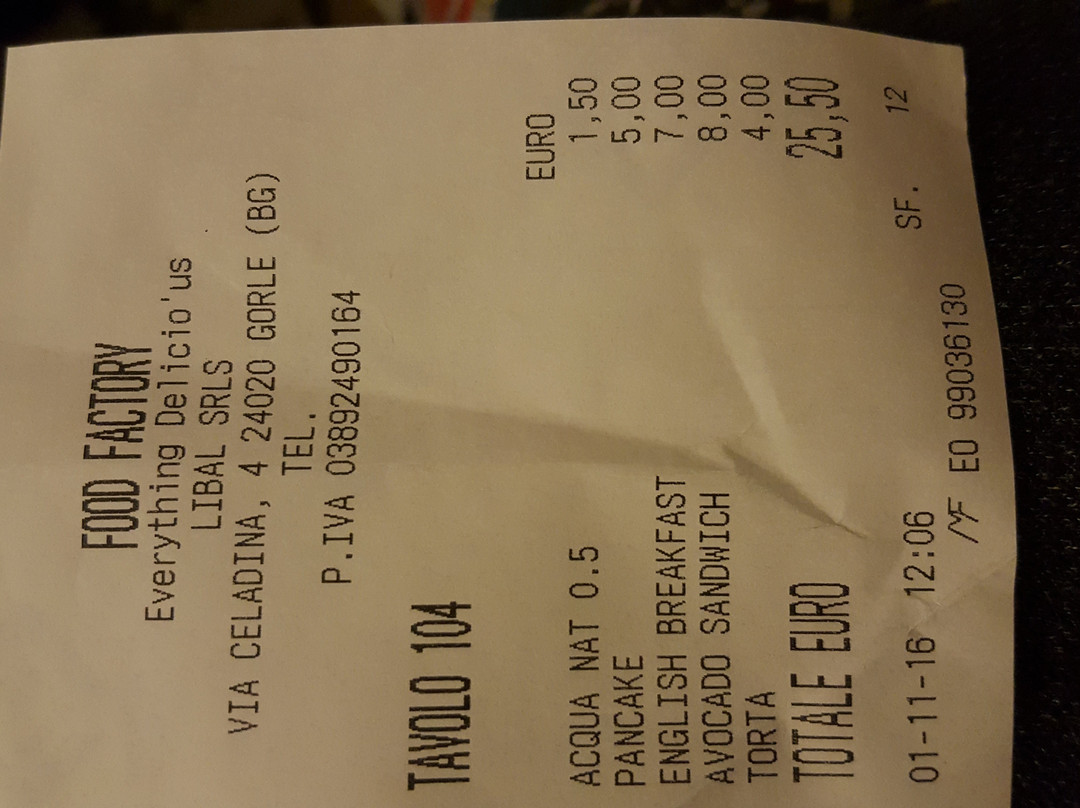 FOOD FACTORY
Everything Delicio'us
LIBAL SRLS
VIA CELADINA, 4 24020 GORLE (BG)
TEL.
P.IVA 03892490164
TAVOLO 104
EURO
ACQUA NAT 0.5 1,50
PANCAKE 5,00
ENGLISH BREAKFAST 7,00
AVOCADO SANDWICH 8,00
TORTA 4,00
TOTALE EURO 25,50
01-11-16 12:06 SF. 12
MF EO 99036130